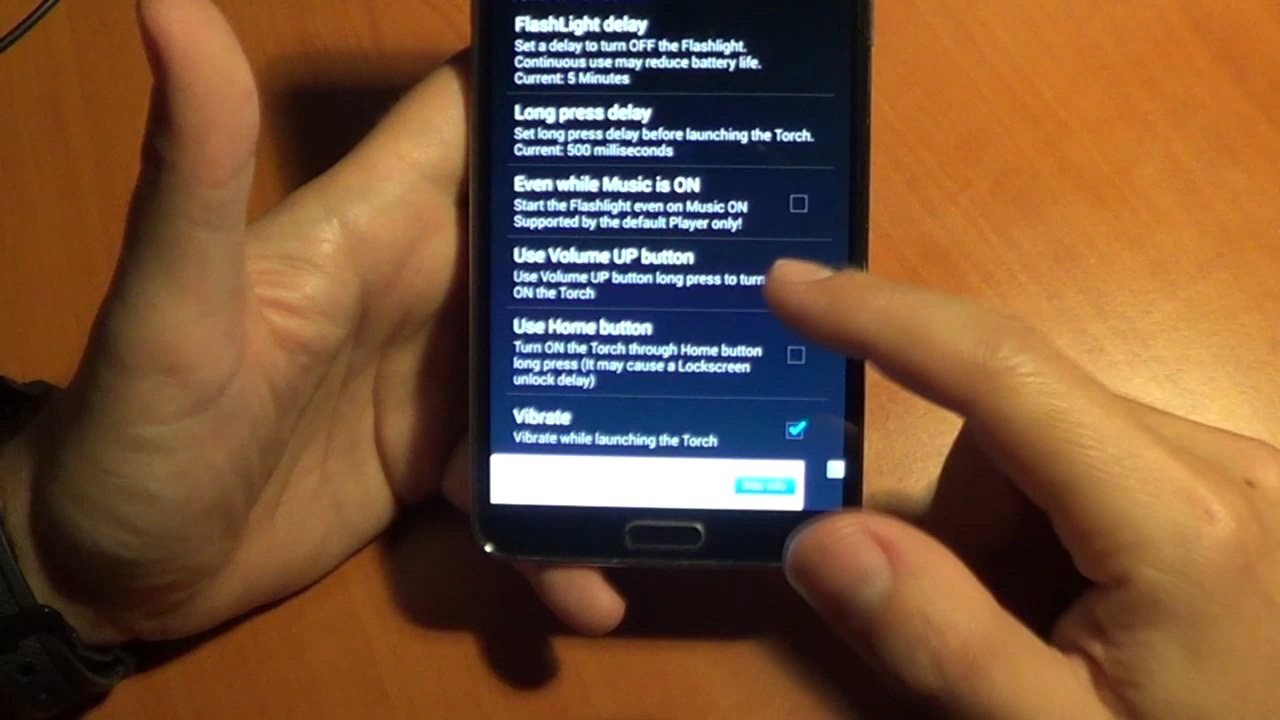 FlashLight delay
Set a delay to turn OFF the Flashlight.
Continuous use may reduce battery life.
Current: 5 Minutes
Long press delay
Set long press delay before launching the Torch.
Current: 500 milliseconds
Even while Music is ON
Start the Flashlight even on Music ON
Supported by the default Player only!
Use Volume UP button
Use Volume UP button long press to turn
ON the Torch
Use Home button
Turn ON the Torch through Home button
long press (It may cause a Lockscreen
unlock delay)
Vibrate
Vibrate while launching the Torch